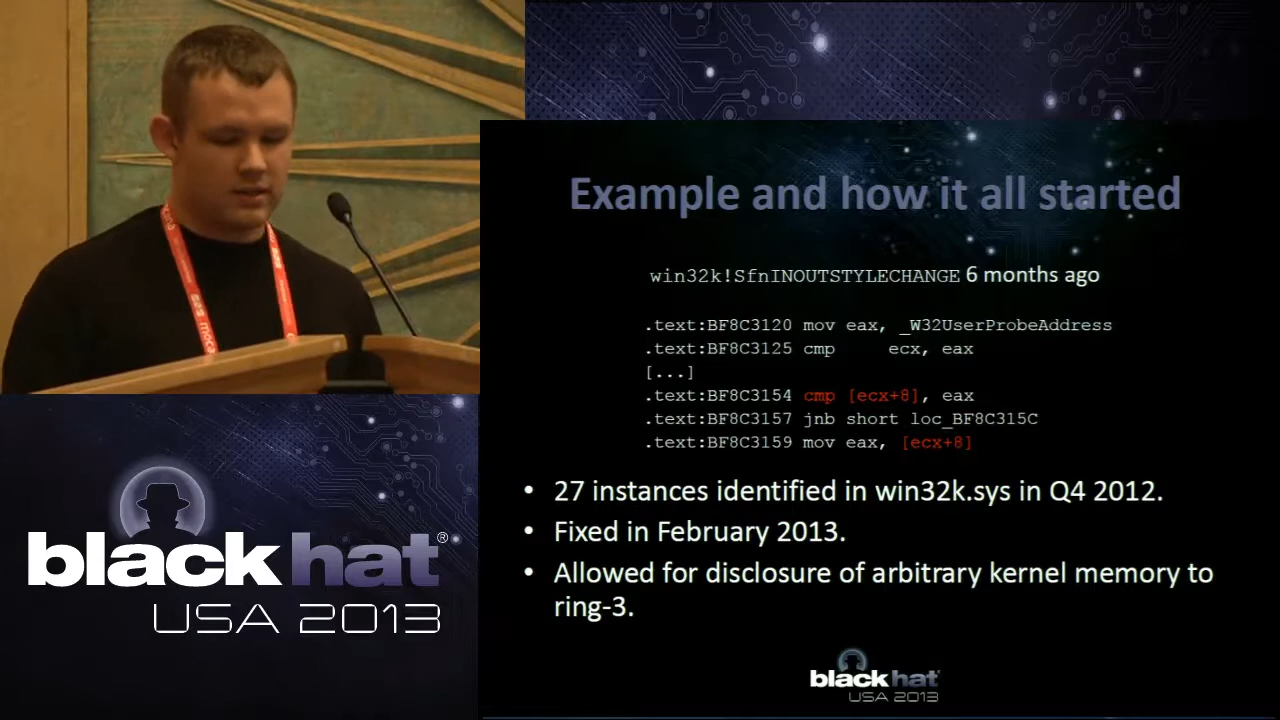 Example and how it all started
win32k!SfnINOUTSTYLECHANGE 6 months ago
.text:BF8C3120 mov eax, _W32UserProbeAddress
.text:BF8C3125 cmp ecx, eax
[...]
.text:BF8C3154 cmp [ecx+8], eax
.text:BF8C3157 jnb short loc_BF8C315C
.text:BF8C3159 mov eax, [ecx+8]
• 27 instances identified in win32k.sys in Q4 2012.
• Fixed in February 2013.
• Allowed for disclosure of arbitrary kernel memory to
ring-3.
black hat
USA 2013
black hat®
USA 2013